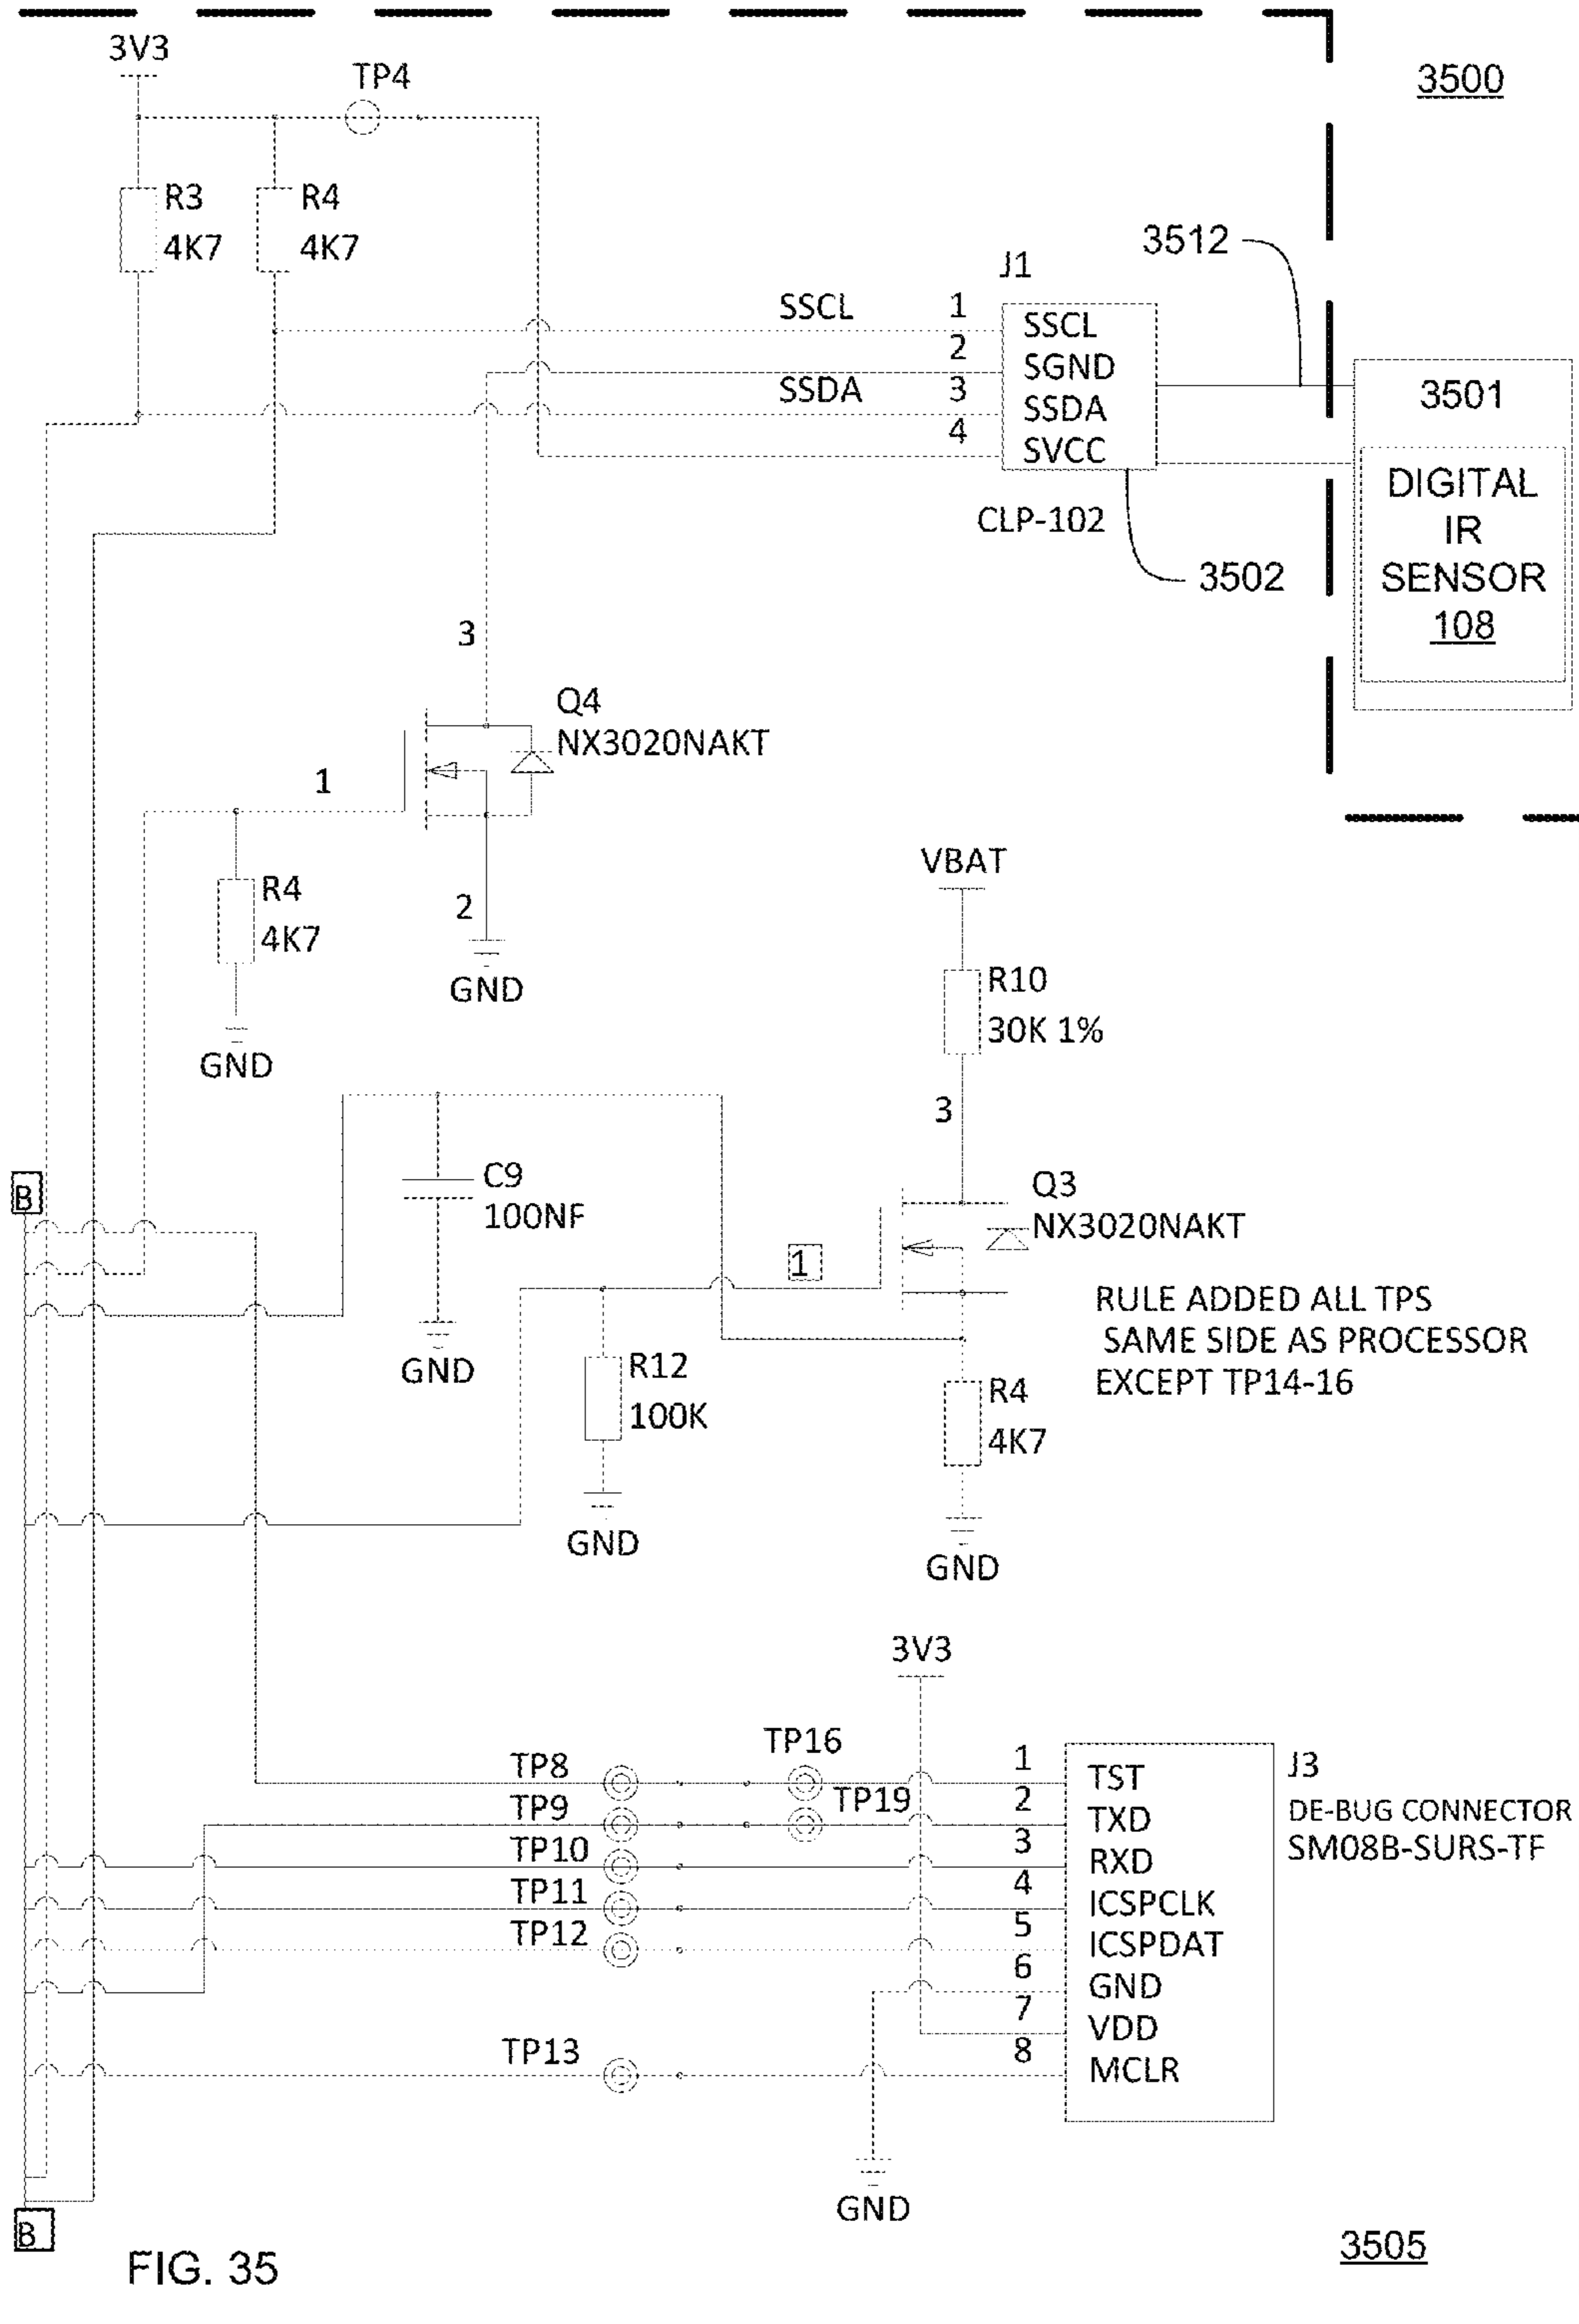 3V3
TP4
3500
R3
4K7
R4
4K7
3512
J1
SSCL
1
SSCL
2
SGND
SSDA
3
SSDA
4
SVCC
3501
DIGITAL
IR
SENSOR
108
CLP-102
3502
3
Q4
NX3020NAKT
1
R4
4K7
2
GND
GND
VBAT
R10
30K 1%
3
B
C9
100NF
GND
Q3
NX3020NAKT
1
RULE ADDED ALL TPS
SAME SIDE AS PROCESSOR
EXCEPT TP14-16
R12
100K
GND
R4
4K7
GND
3V3
TP8
TP16
1
TST
TP9
TP19
2
TXD
TP10
3
RXD
TP11
4
ICSPCLK
TP12
5
ICSPDAT
6
GND
7
VDD
TP13
8
MCLR
J3
DE-BUG CONNECTOR
SM08B-SURS-TF
GND
B
FIG. 35
3505